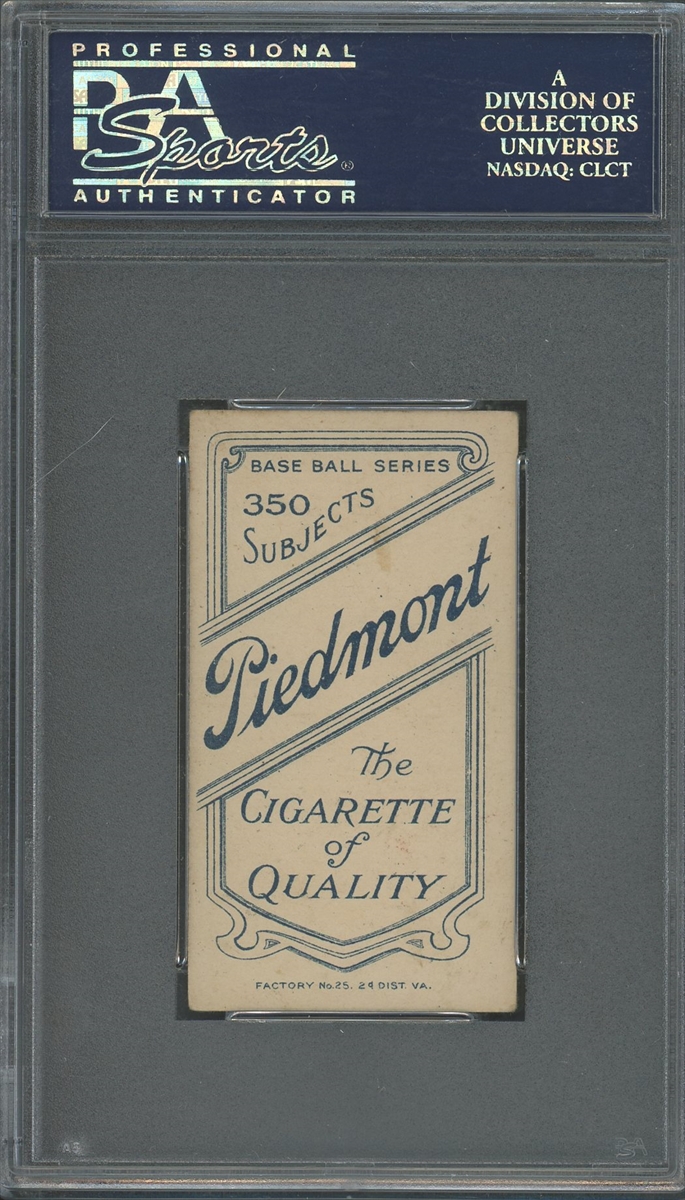 PROFESSIONAL
PSA
Sports
AUTHENTICATOR
A
DIVISION OF
COLLECTORS
UNIVERSE
NASDAQ: CLCT
BASE BALL SERIES
350
SUBJECTS
Piedmont
The
CIGARETTE
of
QUALITY
FACTORY No. 25. 2d DIST. VA.
PSA